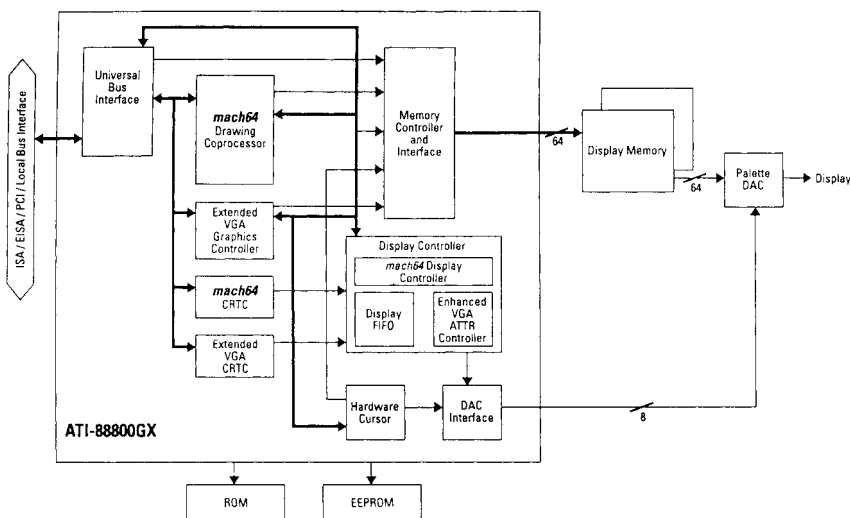 ISA / EISA / PCI / Local Bus Interface
Universal
Bus
Interface
mach64
Drawing
Coprocessor
Extended
VGA
Graphics
Controller
mach64
CRTC
Extended
VGA
CRTC
Memory
Controller
and
Interface
Display Controller
mach64 Display
Controller
Display
FIFO
Enhanced
VGA
ATTR
Controller
Hardware
Cursor
DAC
Interface
ATI-88800GX
64
Display Memory
64
Palette
DAC
Display
8
ROM
EEPROM